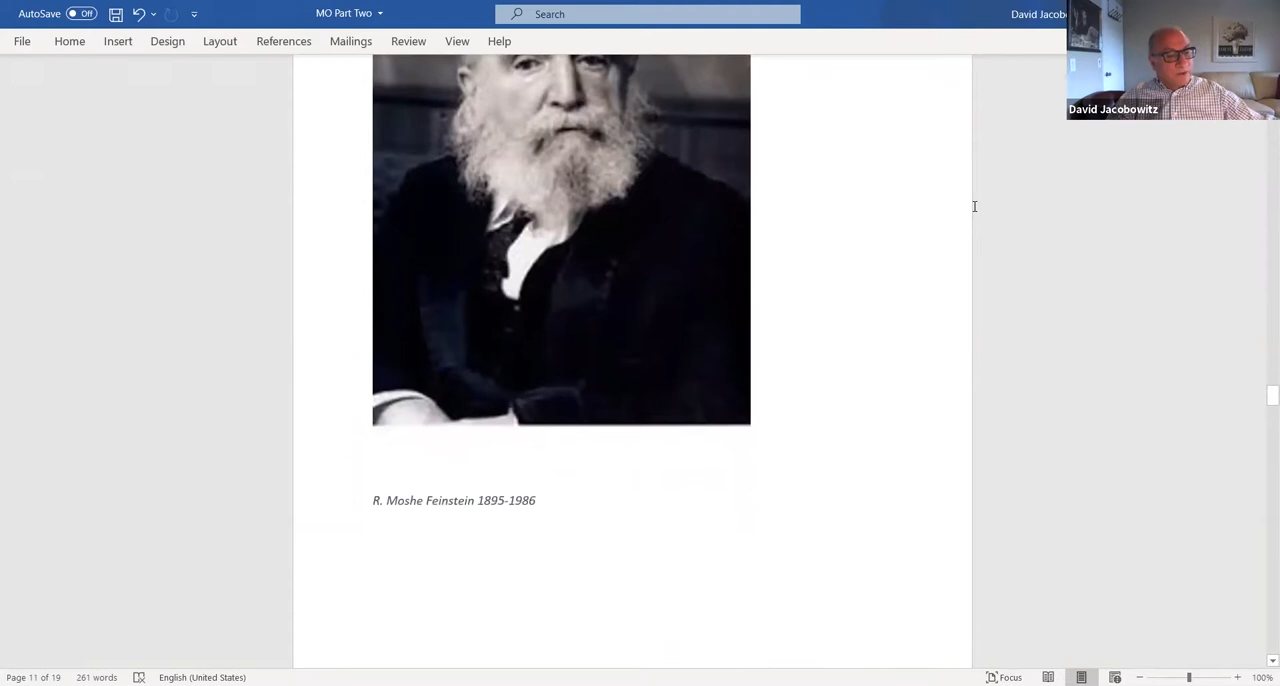 AutoSave Off MO Part Two Search David Jacob
File Home Insert Design Layout References Mailings Review View Help
David Jacobowitz
R. Moshe Feinstein 1895-1986
Page 11 of 19 261 words English (United States) Focus 100%